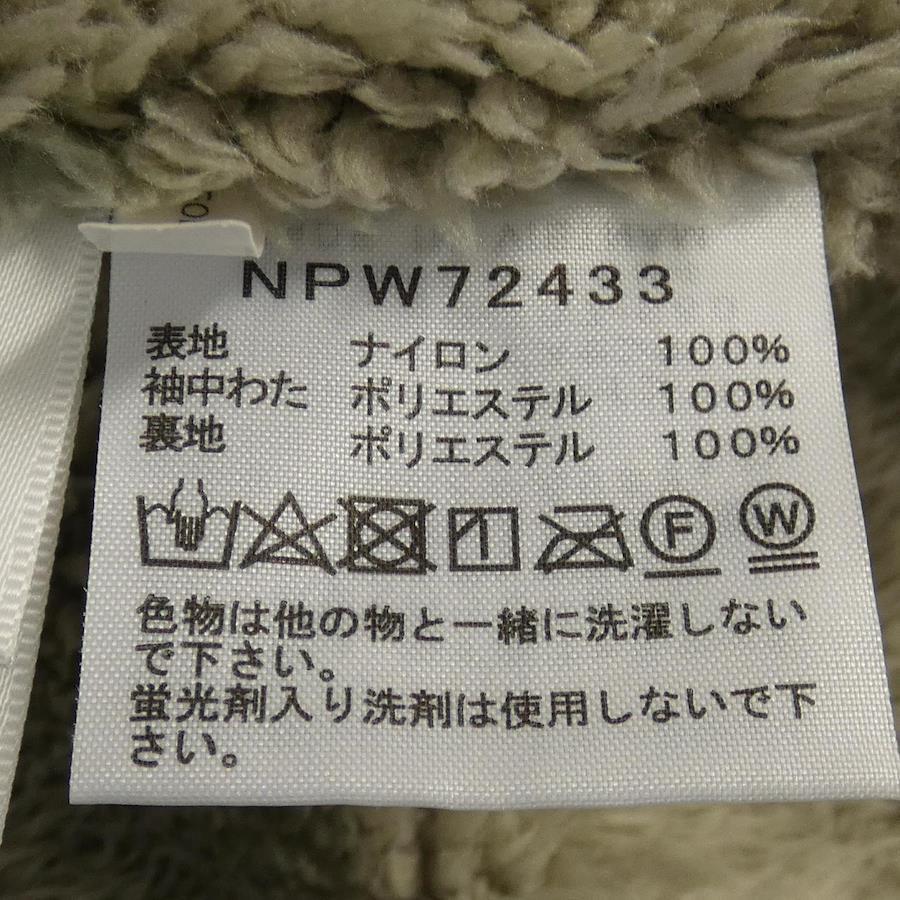 NPW72433
表地 ナイロン 100%
袖中わた ポリエステル 100%
裏地 ポリエステル 100%
F W
色物は他の物と一緒に洗濯しない
で下さい。
蛍光剤入り洗剤は使用しないで下
さい。